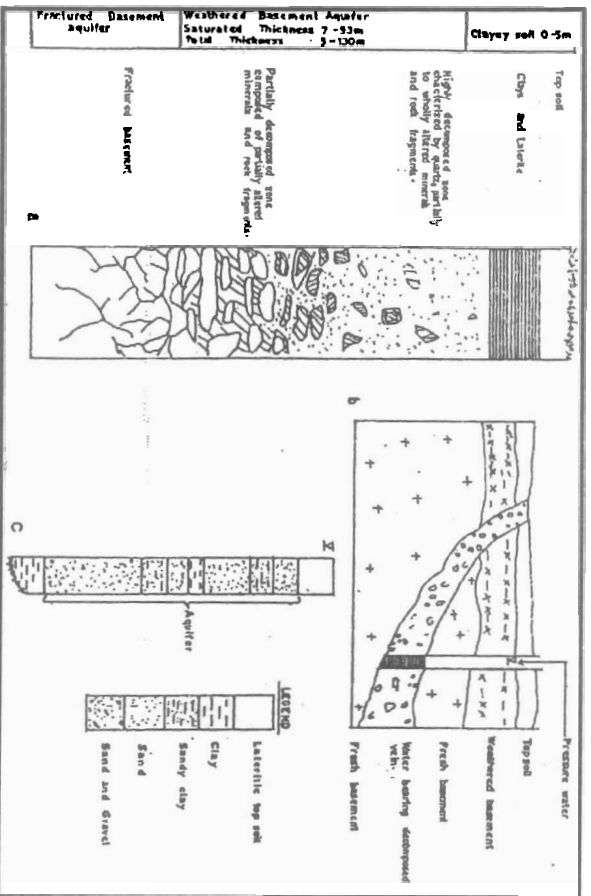 Fractured Basement
aquifer
Weathered Basement Aquifer
Saturated Thickness 7 -93m
Total Thickness 5 -130m
Clayey soil 0-5m
Top soil
Clays and Laterite
Highly decomposed zone
characterized by quartz, partially
to wholly altered minerals
and rock fragments.
Partially decomposed zone
composed of partially altered
minerals and rock fragments.
Fractured basement
a
b
Pressure water
Top soil
Weathered basement
Fresh basement
Water bearing decomposed
vein.
Fresh basement
C
Aquifer
LEGEND
Lateritic top soil
Clay
Sandy clay
Sand
Sand and Gravel